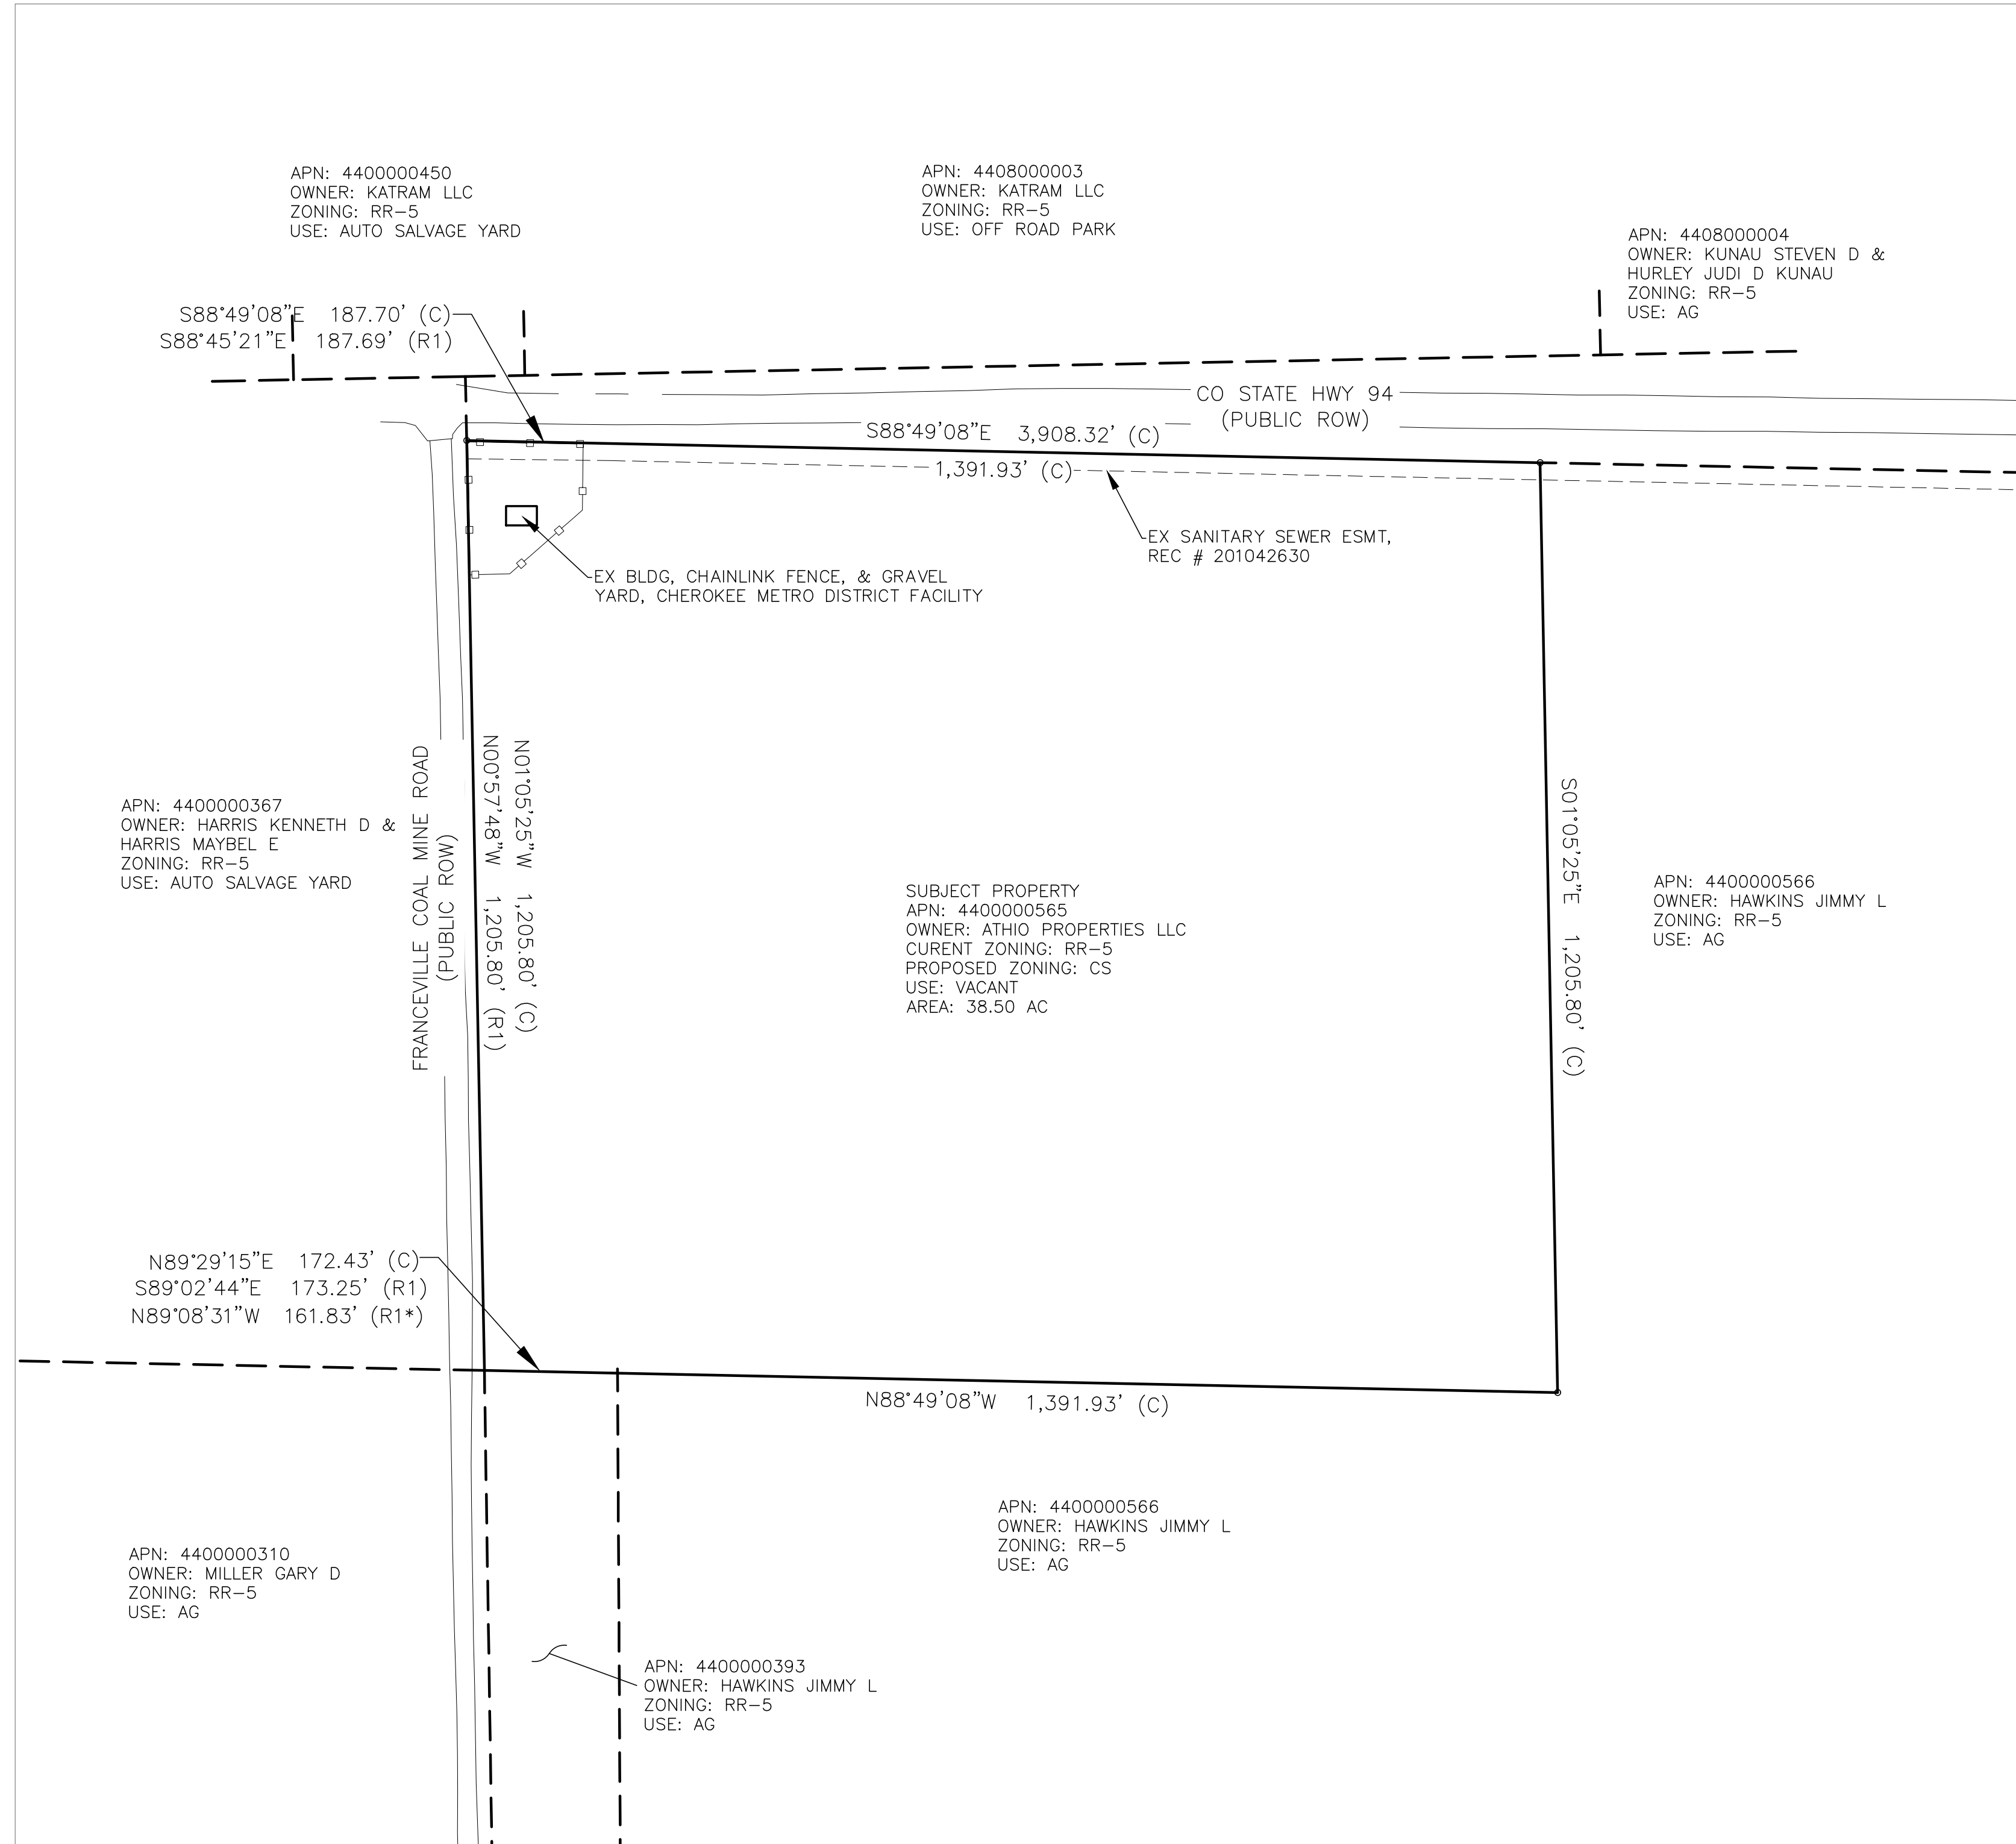 APN: 4400000450
OWNER: KATRAM LLC
ZONING: RR-5
USE: AUTO SALVAGE YARD
APN: 4408000003
OWNER: KATRAM LLC
ZONING: RR-5
USE: OFF ROAD PARK
APN: 4408000004
OWNER: KUNAU STEVEN D &
HURLEY JUDI D KUNAU
ZONING: RR-5
USE: AG
S88°49'08"E 187.70' (C)
S88°45'21"E 187.69' (R1)
CO STATE HWY 94
(PUBLIC ROW)
S88°49'08"E 3,908.32' (C)
1,391.93' (C)
EX SANITARY SEWER ESMT,
REC # 201042630
EX BLDG, CHAINLINK FENCE, & GRAVEL
YARD, CHEROKEE METRO DISTRICT FACILITY
APN: 4400000367
OWNER: HARRIS KENNETH D &
HARRIS MAYBEL E
ZONING: RR-5
USE: AUTO SALVAGE YARD
FRANCEVILLE COAL MINE ROAD
(PUBLIC ROW)
N00°57'48"W 1,205.80' (R1)
N01°05'25"W 1,205.80' (C)
SUBJECT PROPERTY
APN: 4400000565
OWNER: ATHIO PROPERTIES LLC
CURENT ZONING: RR-5
PROPOSED ZONING: CS
USE: VACANT
AREA: 38.50 AC
S01°05'25"E 1,205.80' (C)
APN: 4400000566
OWNER: HAWKINS JIMMY L
ZONING: RR-5
USE: AG
N89°29'15"E 172.43' (C)
S89°02'44"E 173.25' (R1)
N89°08'31"W 161.83' (R1*)
N88°49'08"W 1,391.93' (C)
APN: 4400000566
OWNER: HAWKINS JIMMY L
ZONING: RR-5
USE: AG
APN: 4400000310
OWNER: MILLER GARY D
ZONING: RR-5
USE: AG
APN: 4400000393
OWNER: HAWKINS JIMMY L
ZONING: RR-5
USE: AG